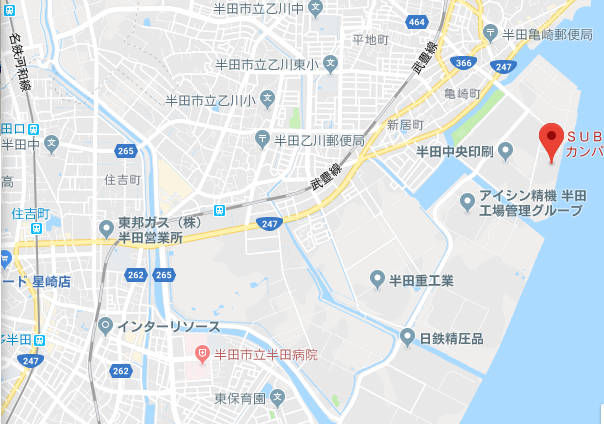 半田市立乙川中
464
半田亀崎郵便局
平地町
名鉄河和線
武豊線
半田市立乙川東小
366
247
亀崎町
半田市立乙川小
新居町
田口
半田中
265
半田乙川郵便局
半田中央印刷
SUB
カンパ
高
住吉町
武豊線
アイシン精機 半田
工場管理グループ
住吉町
東邦ガス（株）
半田営業所
247
262
265
ード 星崎店
半田重工業
インターリソース
日鉄精圧品
多半田
247
半田市立半田病院
262
東保育園